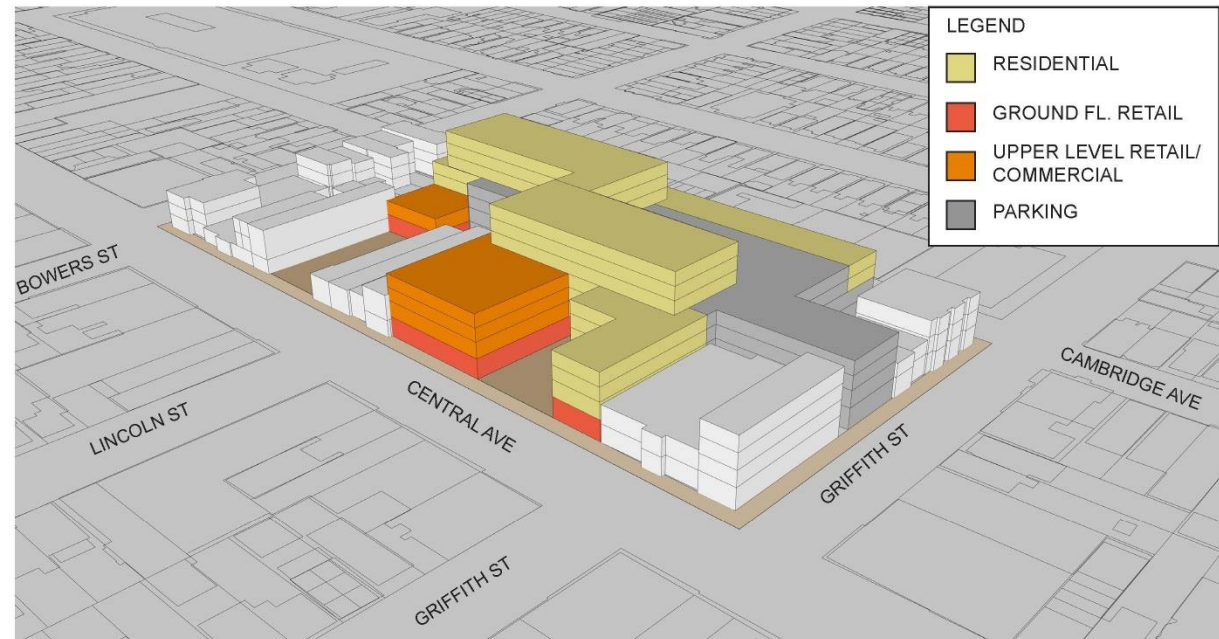 LEGEND
RESIDENTIAL
GROUND FL. RETAIL
UPPER LEVEL RETAIL/
COMMERCIAL
PARKING
BOWERS ST
LINCOLN ST
CENTRAL AVE
GRIFFITH ST
GRIFFITH ST
CAMBRIDGE AVE